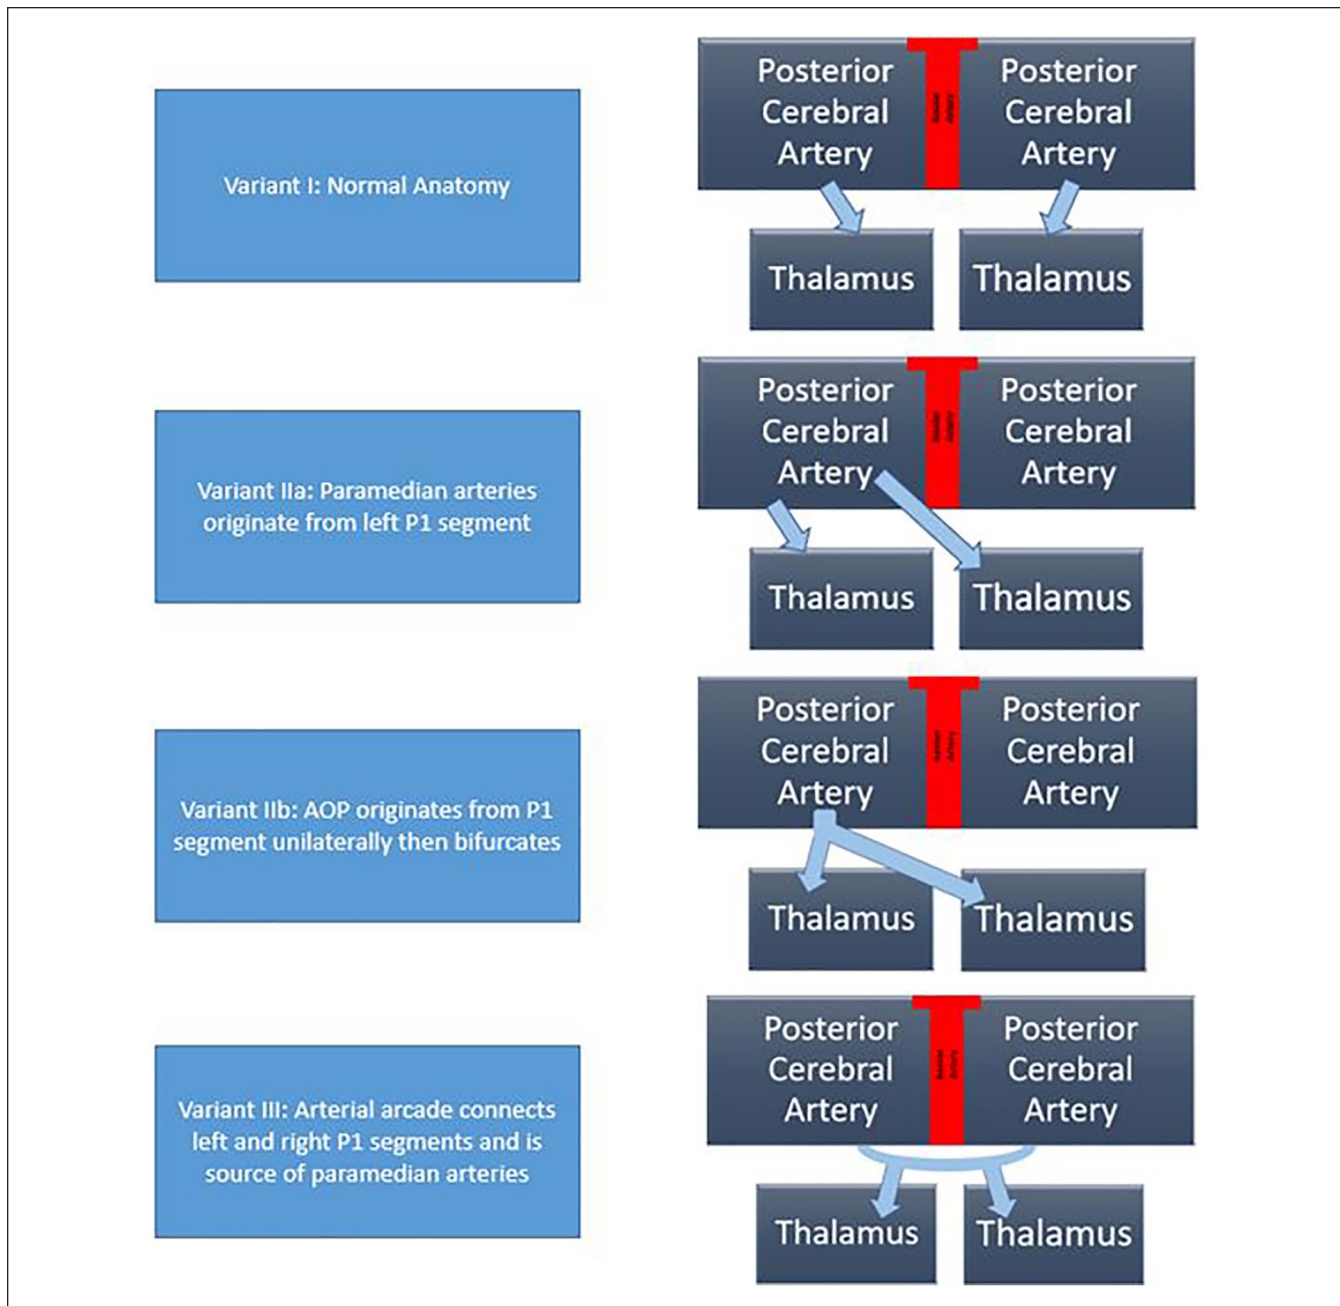 Variant I: Normal Anatomy
Posterior
Cerebral
Artery
Posterior
Cerebral
Artery
Thalamus
Thalamus
Variant IIa: Paramedian arteries
originate from left P1 segment
Posterior
Cerebral
Artery
Posterior
Cerebral
Artery
Thalamus
Thalamus
Variant IIb: AOP originates from P1
segment unilaterally then bifurcates
Posterior
Cerebral
Artery
Posterior
Cerebral
Artery
Thalamus
Thalamus
Variant III: Arterial arcade connects
left and right P1 segments and is
source of paramedian arteries
Posterior
Cerebral
Artery
Posterior
Cerebral
Artery
Thalamus
Thalamus